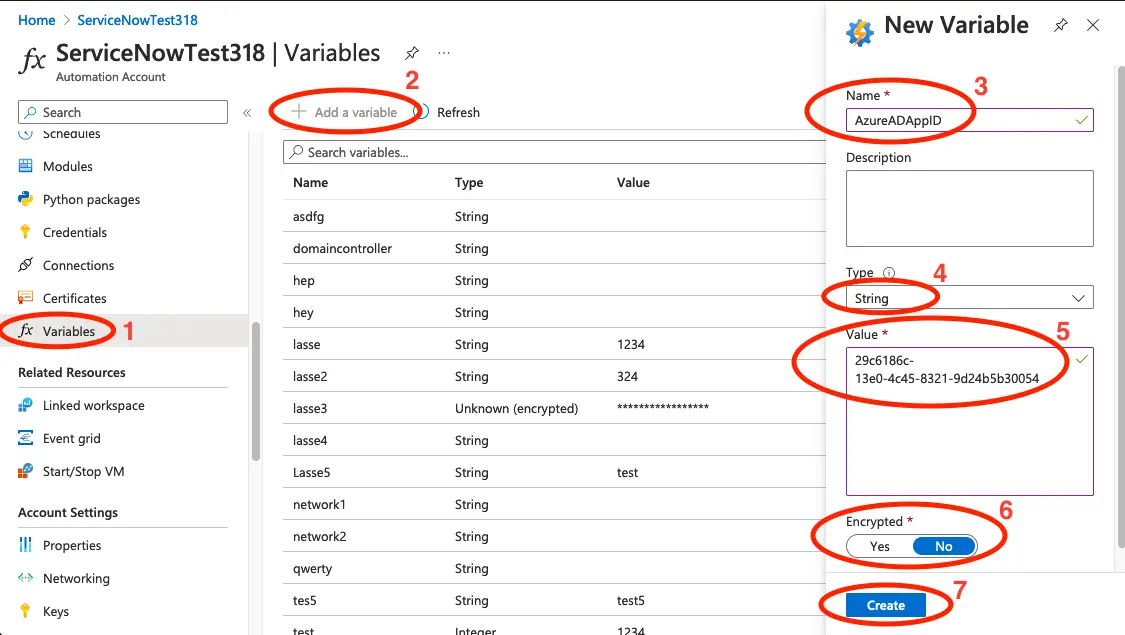 Home > ServiceNowTest318
fx ServiceNowTest318 | Variables ...
Automation Account
Search «
Schedules
Modules
Python packages
Credentials
Connections
Certificates
fx Variables 1
Related Resources
Linked workspace
Event grid
Start/Stop VM
Account Settings
Properties
Networking
Keys
2
+ Add a variable Refresh
Search variables...
Name Type Value
asdfg String
domaincontroller String
hep String
hey String
lasse String 1234
lasse2 String 324
lasse3 Unknown (encrypted) *****************
lasse4 String
Lasse5 String test
network1 String
network2 String
qwerty String
tes5 String test5
test Integer 1234
New Variable
Name * 3
AzureADAppID
Description
Type 4
String
Value * 5
29c6186c-
13e0-4c45-8321-9d24b5b30054
Encrypted * 6
Yes No
Create 7